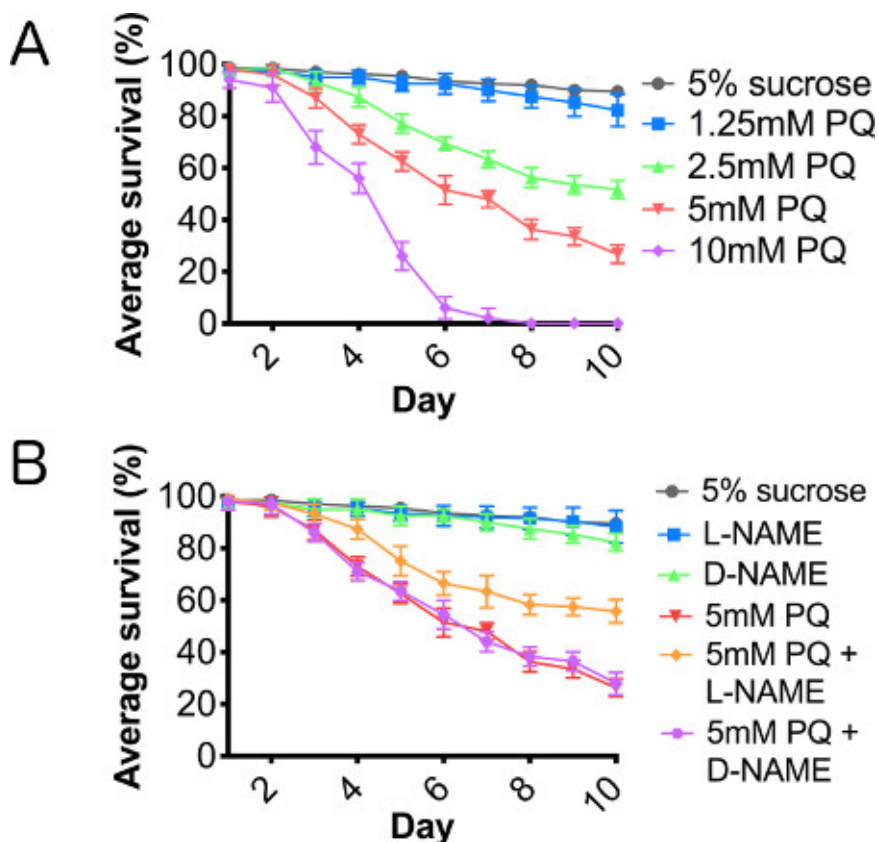 A
Average survival (%)
100
80
60
40
20
0
2
4
6
8
10
Day
5% sucrose
1.25mM PQ
2.5mM PQ
5mM PQ
10mM PQ
B
Average survival (%)
100
80
60
40
20
0
2
4
6
8
10
Day
5% sucrose
L-NAME
D-NAME
5mM PQ
5mM PQ +
L-NAME
5mM PQ +
D-NAME